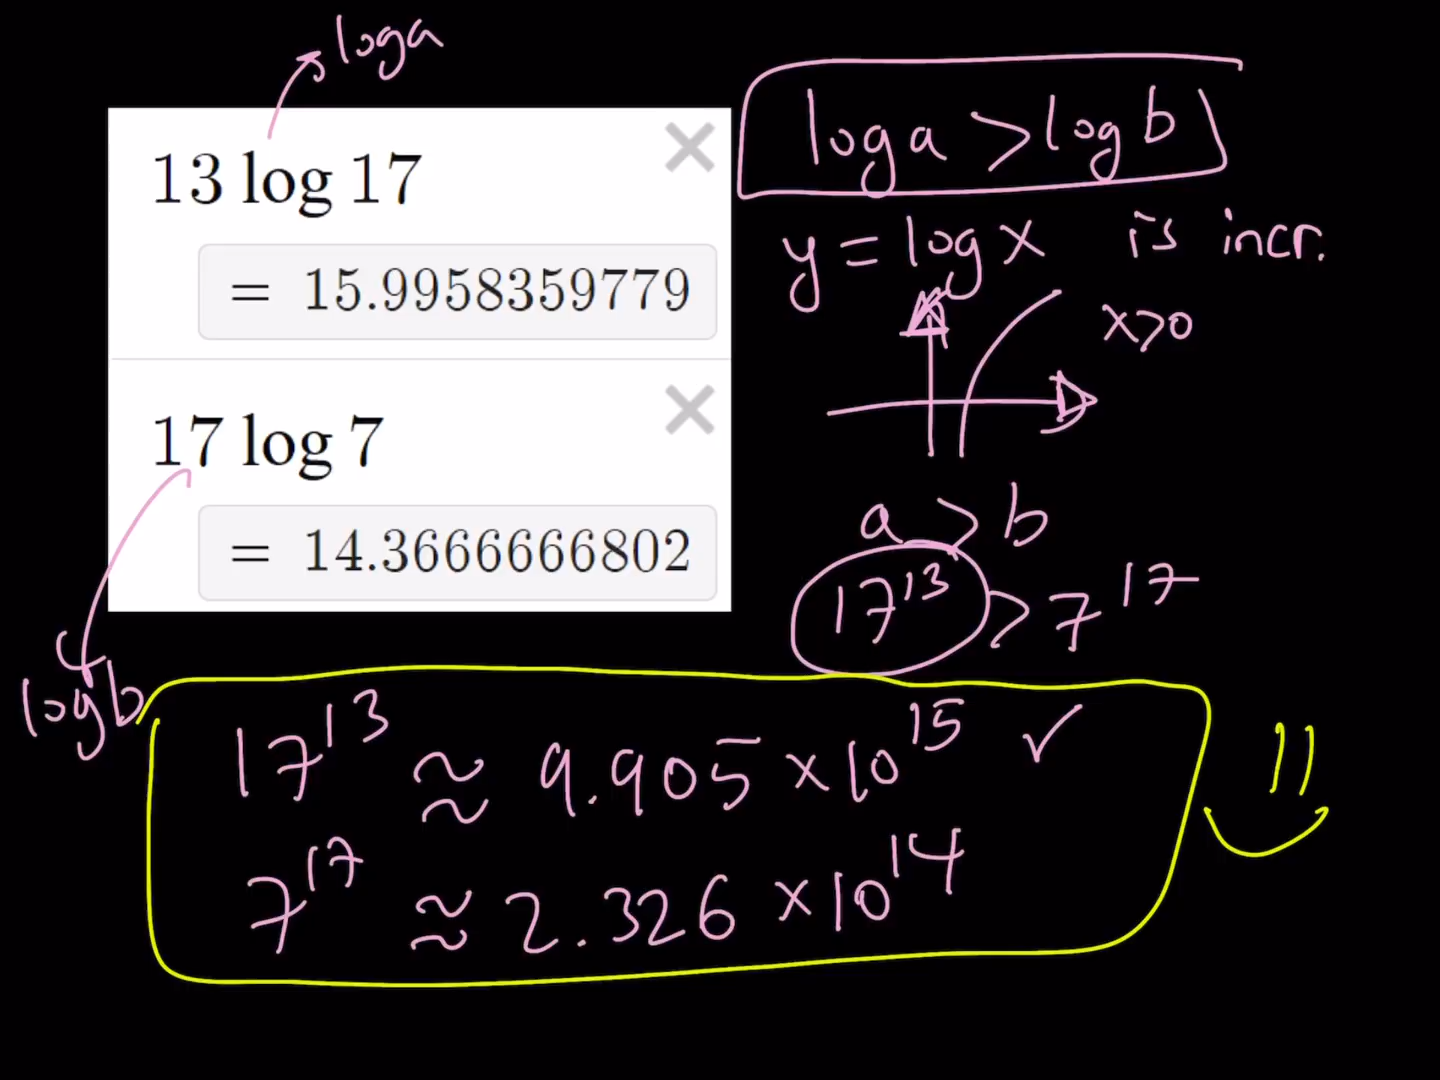 log a
13 log 17
= 15.9958359779
17 log 7
= 14.3666666802
log b
log a > log b
y = log x is incr.
x>0
a > b
17^13 > 7^17
17^13 ≈ 9.905 × 10^15 ✓
7^17 ≈ 2.326 × 10^14